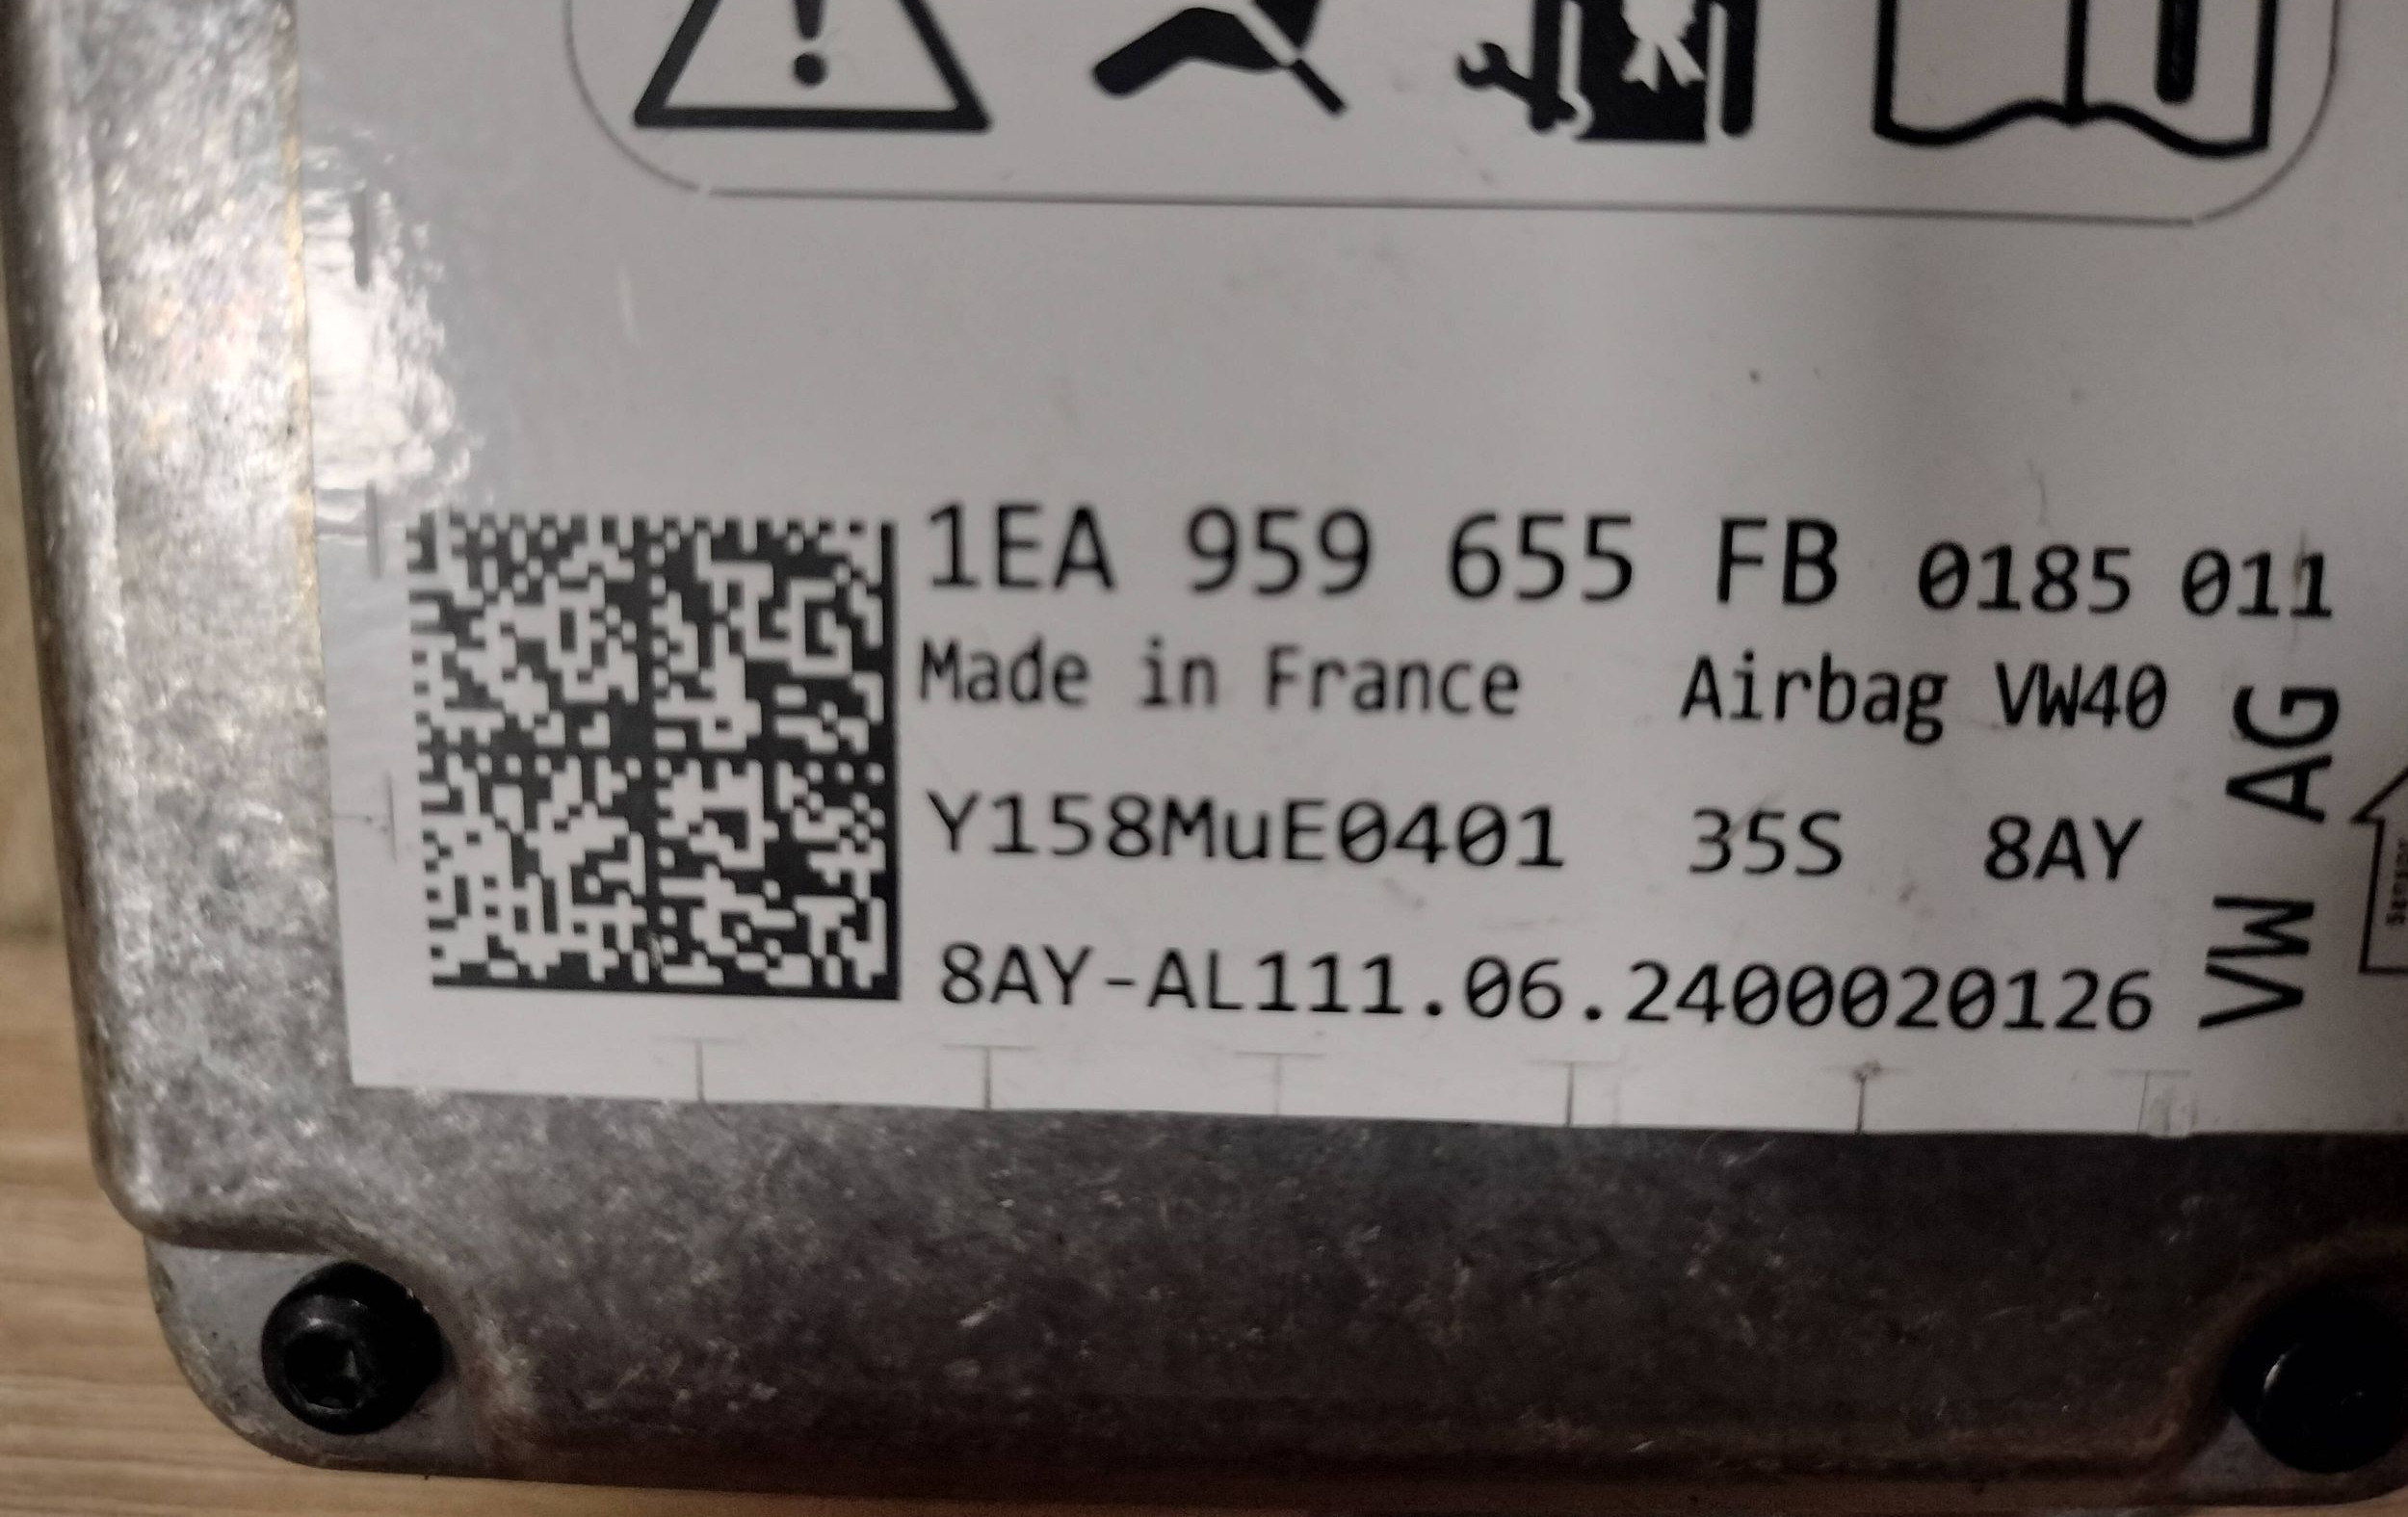 1EA 959 655 FB 0185 011
Made in France Airbag VW40
Y158MuE0401 35S 8AY
8AY-AL111.06.2400020126
VW AG